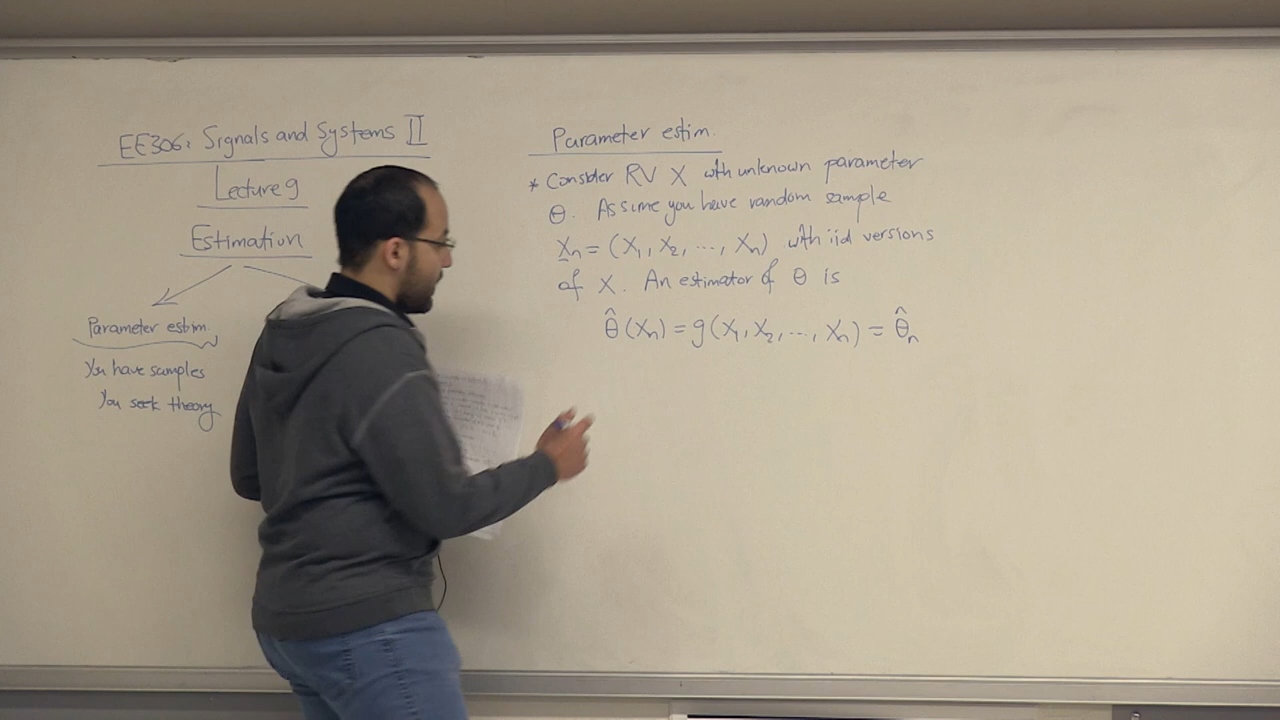 EE306: Signals and Systems II
Lecture 9
Estimation
Parameter estim.
You have samples
You seek theory
Parameter estim.
* Consider RV X with unknown parameter
θ. Assume you have random sample
X̲n = (X₁, X₂, ..., Xn) with iid versions
of X. An estimator of θ is
θ̂(Xn) = g(X₁, X₂, ..., Xn) = θ̂n